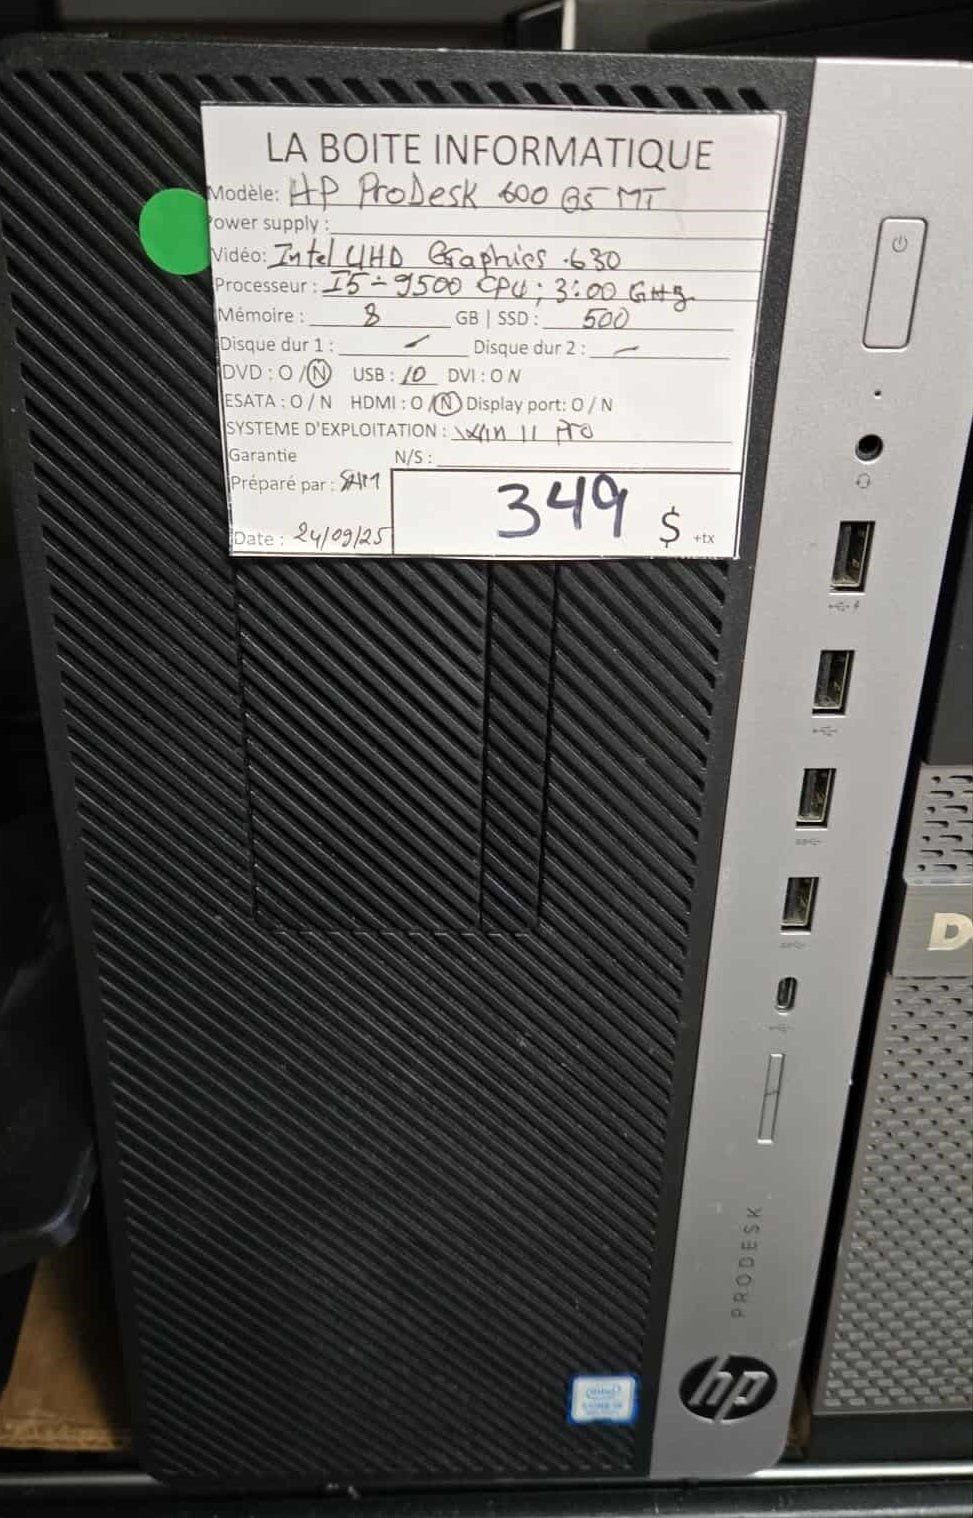 LA BOITE INFORMATIQUE
Modèle: HP ProDesk 600 G5 MT
Power supply :
Vidéo: Intel UHD Graphics 630
Processeur : I5-9500 CPU; 3:00 GHz
Mémoire : 8 GB | SSD : 500
Disque dur 1 : - Disque dur 2 : -
DVD : O / N USB : 10 DVI : O N
ESATA : O / N HDMI : O / N Display port: O / N
SYSTEME D'EXPLOITATION : Win 11 Pro
Garantie N/S :
Préparé par : SAM
349 $ +tx
Date : 24/09/25
D
PRODESK
hp